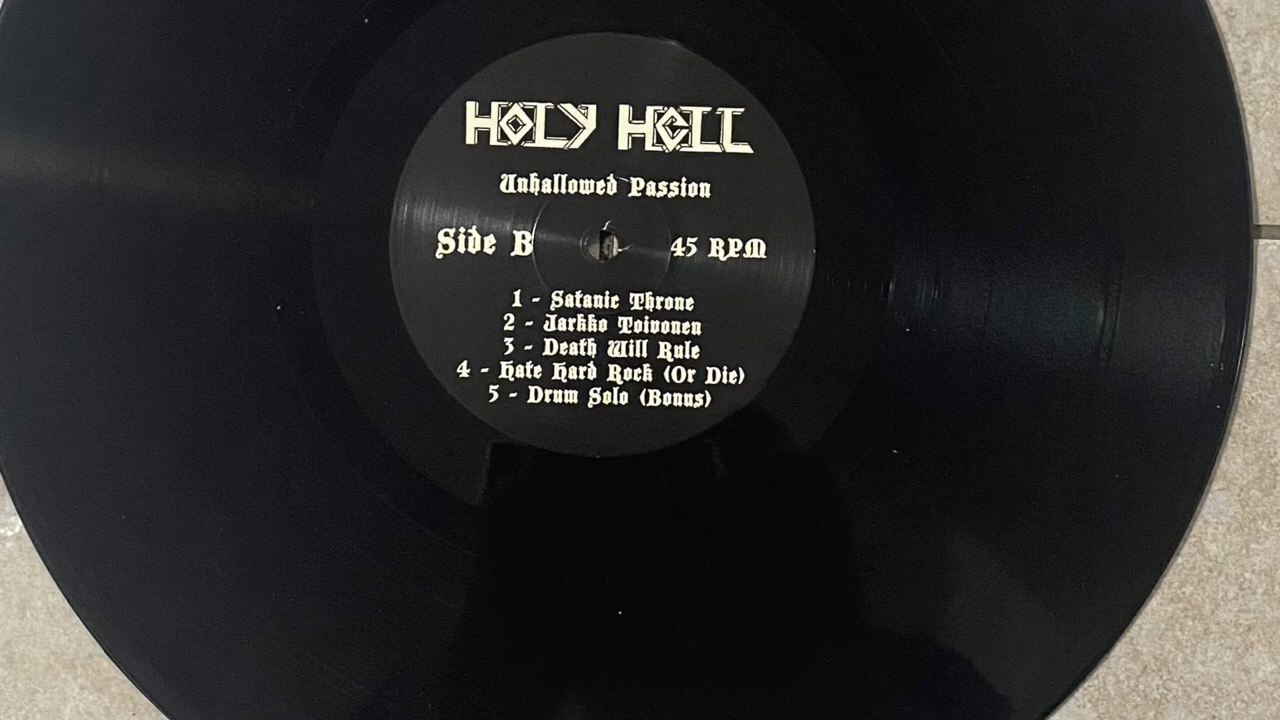 HOLY HELL
Unhallowed Passion
Side B 45 RPM
1 - Satanic Throne
2 - Jarkko Toivonen
3 - Death Will Rule
4 - Hate Hard Rock (Or Die)
5 - Drum Solo (Bonus)